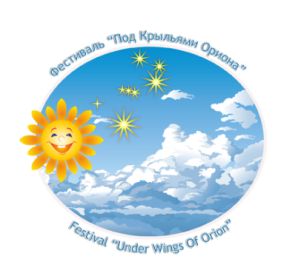 Фестиваль "Под Крыльями Ориона"
Festival "Under Wings Of Orion"